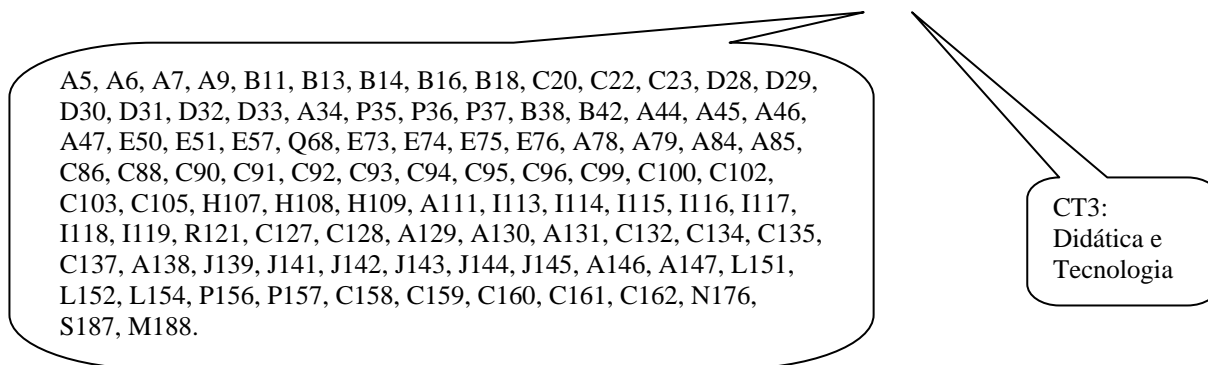 A5, A6, A7, A9, B11, B13, B14, B16, B18, C20, C22, C23, D28, D29,
D30, D31, D32, D33, A34, P35, P36, P37, B38, B42, A44, A45, A46,
A47, E50, E51, E57, Q68, E73, E74, E75, E76, A78, A79, A84, A85,
C86, C88, C90, C91, C92, C93, C94, C95, C96, C99, C100, C102,
C103, C105, H107, H108, H109, A111, I113, I114, I115, I116, I117,
I118, I119, R121, C127, C128, A129, A130, A131, C132, C134, C135,
C137, A138, J139, J141, J142, J143, J144, J145, A146, A147, L151,
L152, L154, P156, P157, C158, C159, C160, C161, C162, N176,
S187, M188.
CT3:
Didática e
Tecnologia